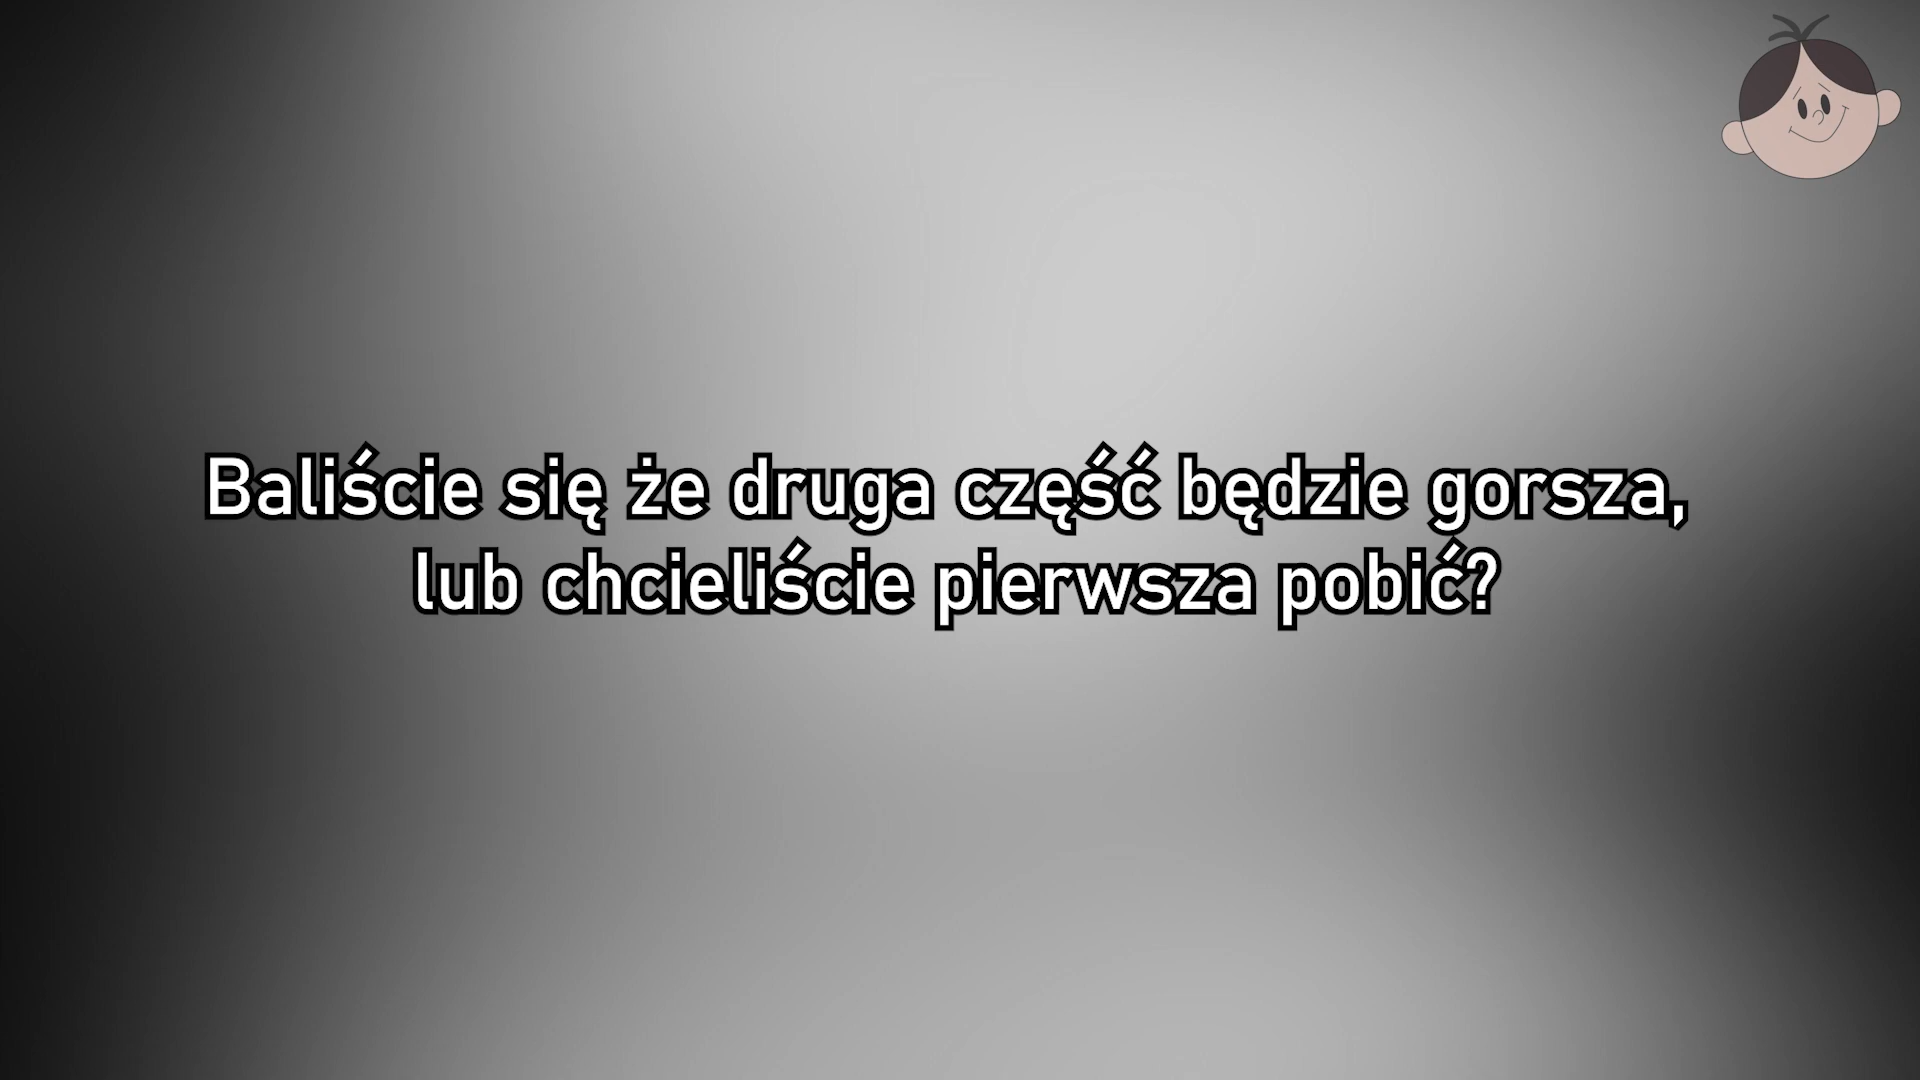 Baliście się że druga część będzie gorsza,
lub chcieliście pierwsza pobić?